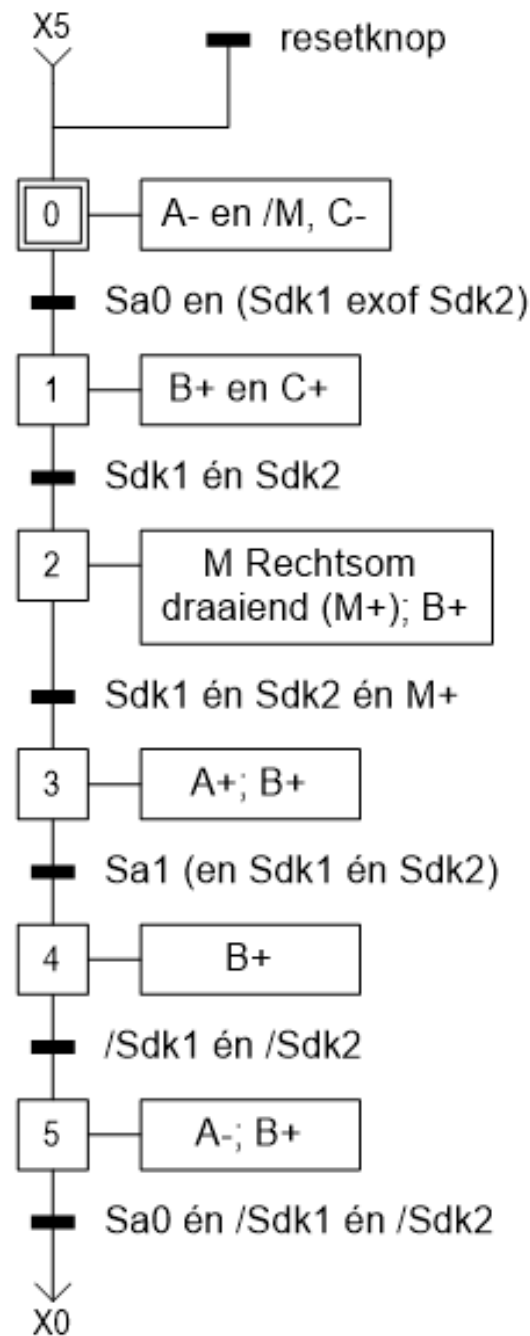 X5
resetknop
0
A- en /M, C-
Sa0 en (Sdk1 exof Sdk2)
1
B+ en C+
Sdk1 én Sdk2
2
M Rechtsom
draaiend (M+); B+
Sdk1 én Sdk2 én M+
3
A+; B+
Sa1 (en Sdk1 én Sdk2)
4
B+
/Sdk1 én /Sdk2
5
A-; B+
Sa0 én /Sdk1 én /Sdk2
X0